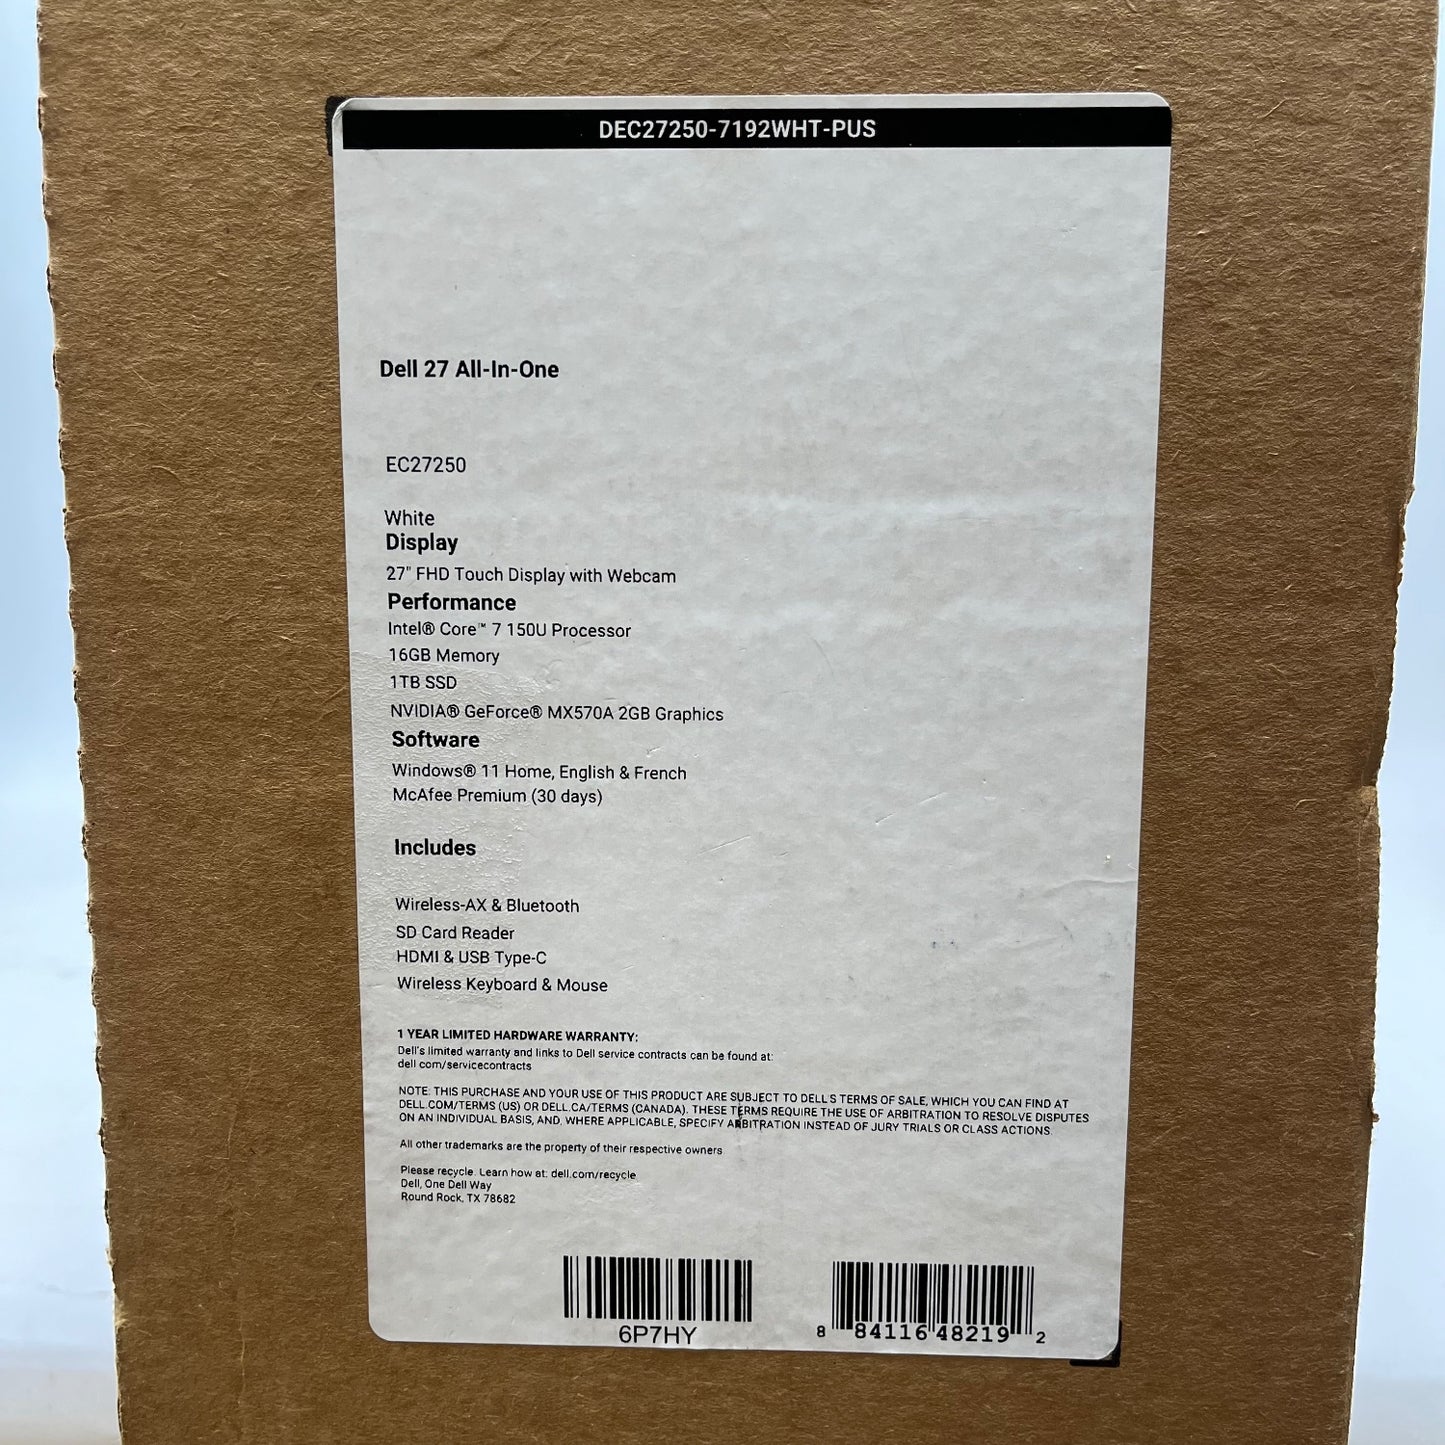 DEC27250-7192WHT-PUS
Dell 27 All-In-One
EC27250
White
Display
27" FHD Touch Display with Webcam
Performance
Intel® Core™ 7 150U Processor
16GB Memory
1TB SSD
NVIDIA® GeForce® MX570A 2GB Graphics
Software
Windows® 11 Home, English & French
McAfee Premium (30 days)
Includes
Wireless-AX & Bluetooth
SD Card Reader
HDMI & USB Type-C
Wireless Keyboard & Mouse
1 YEAR LIMITED HARDWARE WARRANTY:
Dell's limited warranty and links to Dell service contracts can be found at:
dell com/servicecontracts
NOTE: THIS PURCHASE AND YOUR USE OF THIS PRODUCT ARE SUBJECT TO DELL'S TERMS OF SALE, WHICH YOU CAN FIND AT
DELL.COM/TERMS (US) OR DELL.CA/TERMS (CANADA). THESE TERMS REQUIRE THE USE OF ARBITRATION TO RESOLVE DISPUTES
ON AN INDIVIDUAL BASIS, AND, WHERE APPLICABLE, SPECIFY ARBITRATION INSTEAD OF JURY TRIALS OR CLASS ACTIONS.
All other trademarks are the property of their respective owners
Please recycle. Learn how at: dell.com/recycle
Dell, One Dell Way
Round Rock, TX 78682
6P7HY
8 84116 48219 2